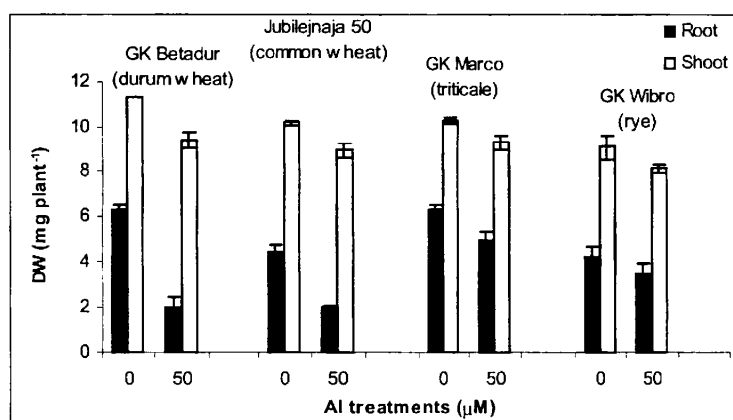 Jubilejnaja 50
(common w heat)
GK Betadur
(durum w heat)
GK Marco
(triticale)
GK Wibro
(rye)
Root
Shoot
12
10
8
6
4
2
0
DW (mg plant⁻¹)
0 50 0 50 0 50 0 50
Al treatments (µM)